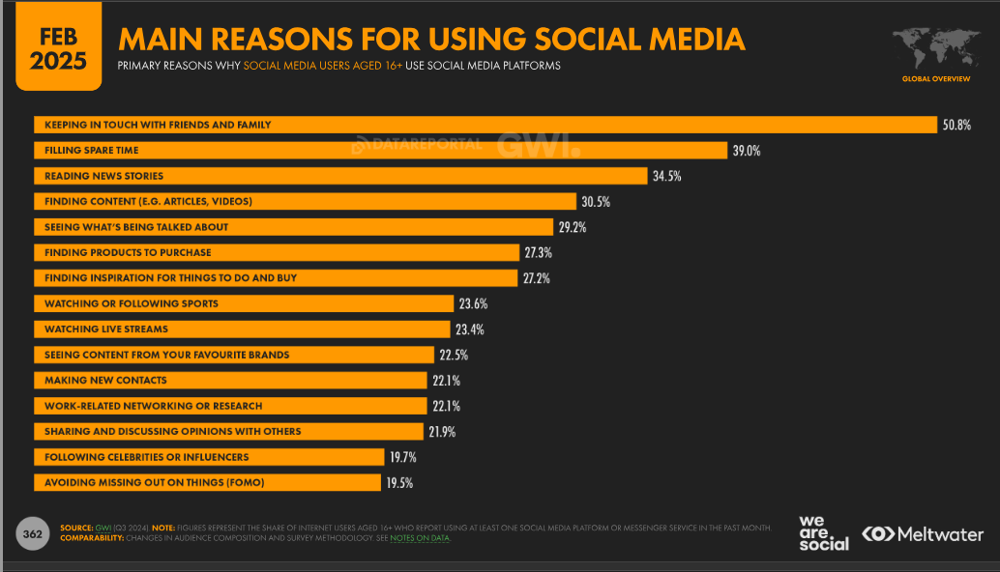 FEB
2025
MAIN REASONS FOR USING SOCIAL MEDIA
PRIMARY REASONS WHY SOCIAL MEDIA USERS AGED 16+ USE SOCIAL MEDIA PLATFORMS
GLOBAL OVERVIEW
KEEPING IN TOUCH WITH FRIENDS AND FAMILY 50.8%
DATAREPORTAL GWI.
FILLING SPARE TIME 39.0%
READING NEWS STORIES 34.5%
FINDING CONTENT (E.G. ARTICLES, VIDEOS) 30.5%
SEEING WHAT'S BEING TALKED ABOUT 29.2%
FINDING PRODUCTS TO PURCHASE 27.3%
FINDING INSPIRATION FOR THINGS TO DO AND BUY 27.2%
WATCHING OR FOLLOWING SPORTS 23.6%
WATCHING LIVE STREAMS 23.4%
SEEING CONTENT FROM YOUR FAVOURITE BRANDS 22.5%
MAKING NEW CONTACTS 22.1%
WORK-RELATED NETWORKING OR RESEARCH 22.1%
SHARING AND DISCUSSING OPINIONS WITH OTHERS 21.9%
FOLLOWING CELEBRITIES OR INFLUENCERS 19.7%
AVOIDING MISSING OUT ON THINGS (FOMO) 19.5%
362
SOURCE: GWI (Q3 2024). NOTE: FIGURES REPRESENT THE SHARE OF INTERNET USERS AGED 16+ WHO REPORT USING AT LEAST ONE SOCIAL MEDIA PLATFORM OR MESSENGER SERVICE IN THE PAST MONTH.
COMPARABILITY: CHANGES IN AUDIENCE COMPOSITION AND SURVEY METHODOLOGY. SEE NOTES ON DATA.
we
are
social
Meltwater